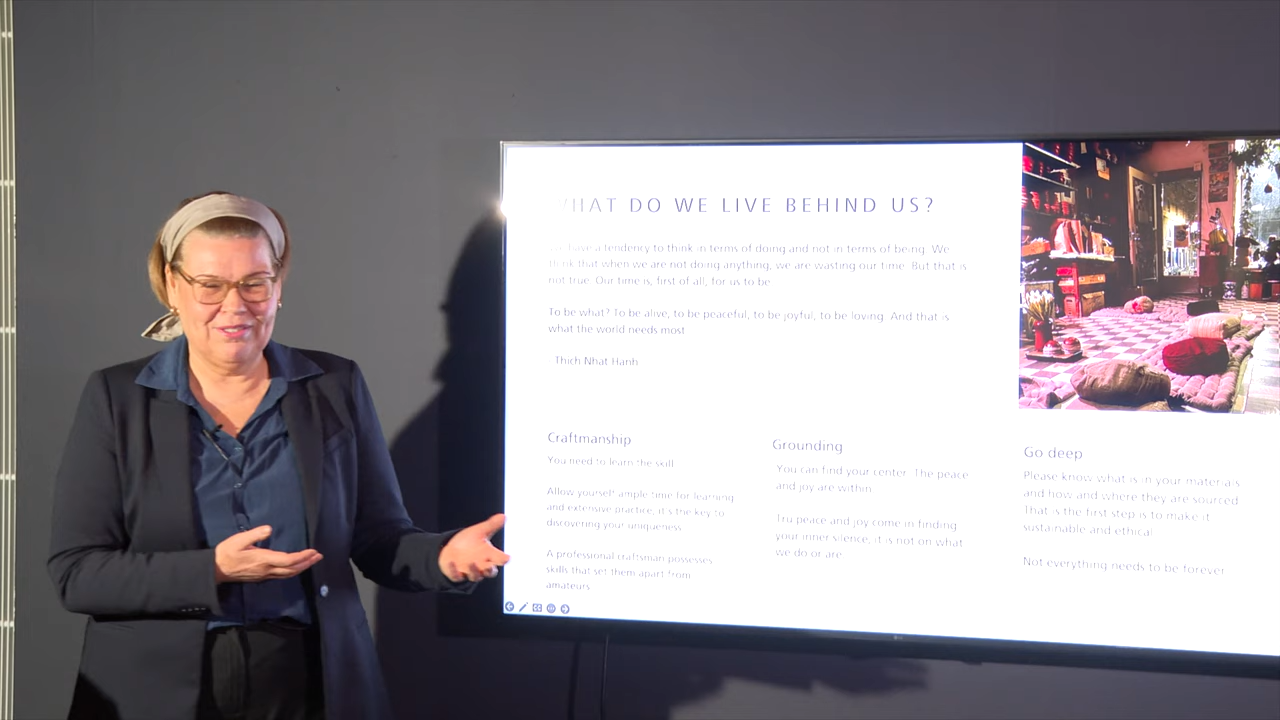 WHAT DO WE LIVE BEHIND US?
We have a tendency to think in terms of doing and not in terms of being. We
think that when we are not doing anything, we are wasting our time. But that is
not true. Our time is, first of all, for us to be.
To be what? To be alive, to be peaceful, to be joyful, to be loving. And that is
what the world needs most.
Thich Nhat Hanh
Craftmanship
You need to learn the skill.
Allow yourself ample time for learning
and extensive practice, it's the key to
discovering your uniqueness.
A professional craftsman possesses
skills that set them apart from
amateurs
Grounding
You can find your center. The peace
and joy are within.
Tru peace and joy come in finding
your inner silence, it is not on what
we do or are
Go deep
Please know what is in your materials
and how and where they are sourced.
That is the first step is to make it
sustainable and ethical.
Not everything needs to be forever.
LG